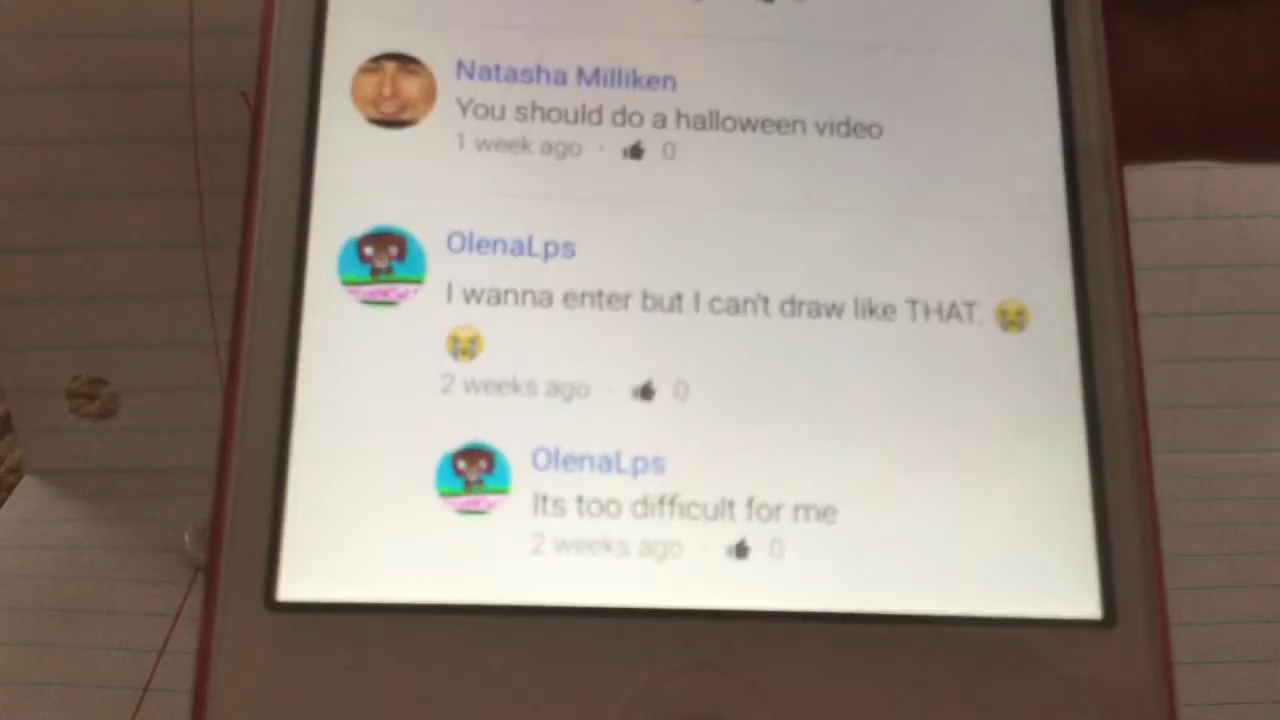 Natasha Milliken
You should do a halloween video
1 week ago · 0
OlenaLps
I wanna enter but I can't draw like THAT. 😭
😭
2 weeks ago · 0
OlenaLps
Its too difficult for me
2 weeks ago · 0